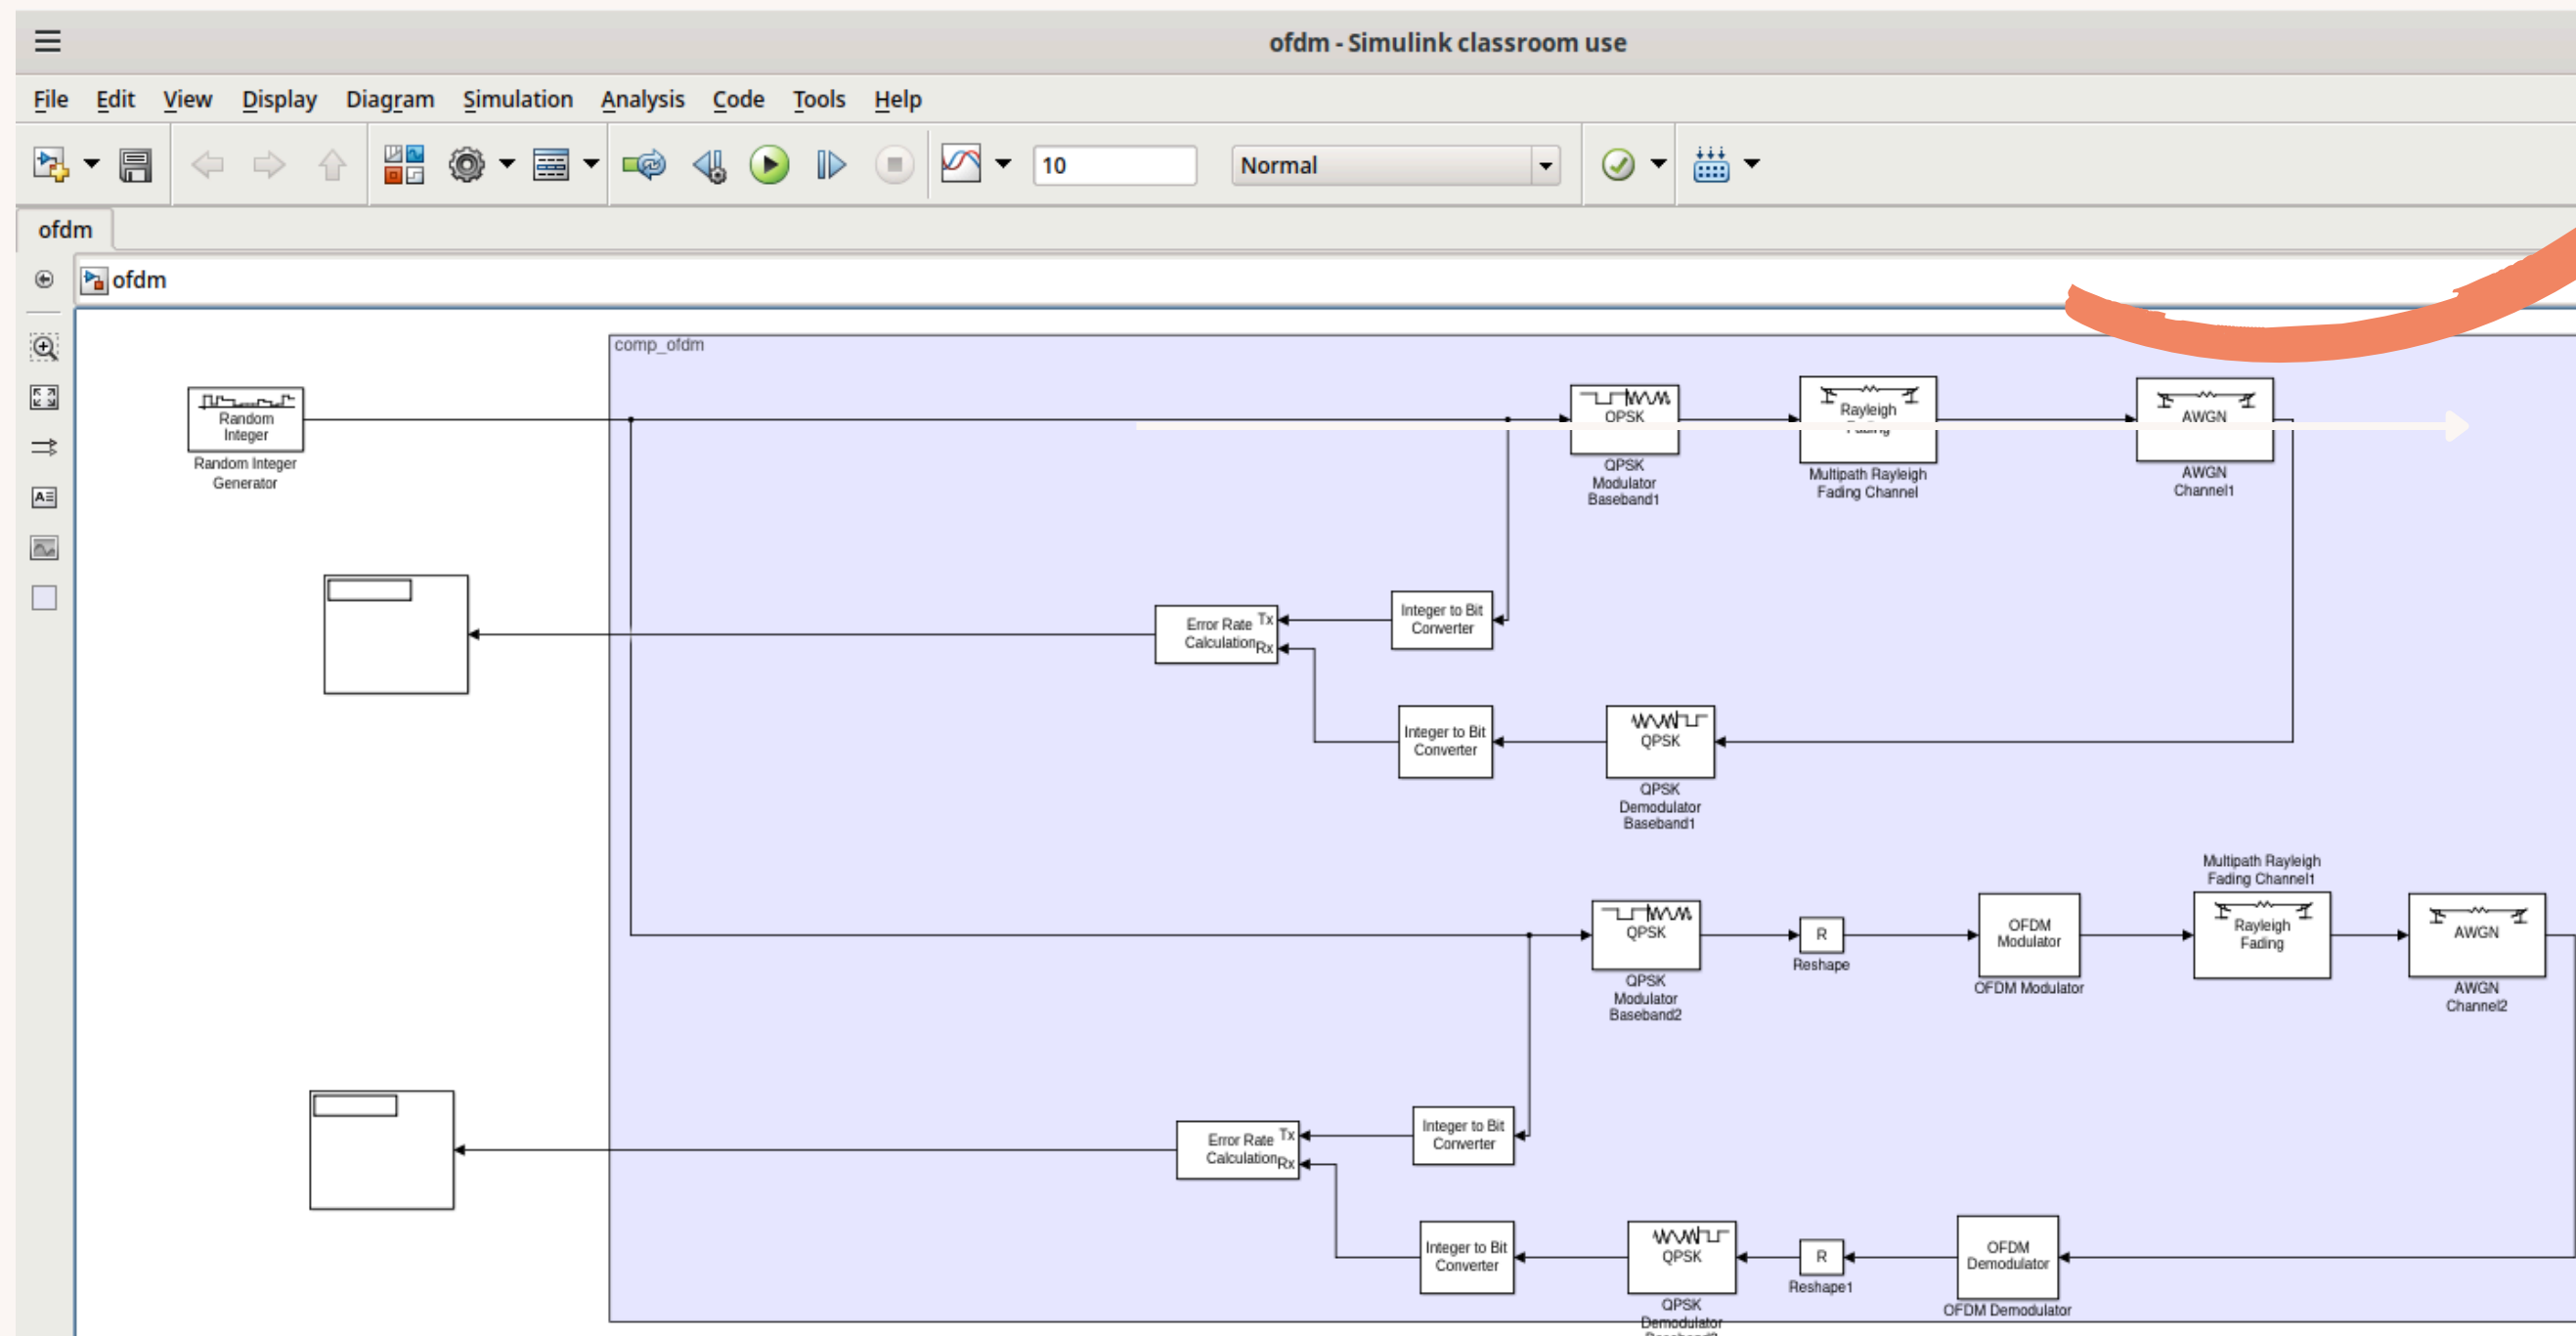 ofdm - Simulink classroom use
File Edit View Display Diagram Simulation Analysis Code Tools Help
10 Normal
ofdm
ofdm
comp_ofdm
Random
Integer
Random Integer
Generator
QPSK
QPSK
Modulator
Baseband1
Rayleigh
Fading
Multipath Rayleigh
Fading Channel
AWGN
AWGN
Channel1
Error Rate
Calculation
Tx
Rx
Integer to Bit
Converter
Integer to Bit
Converter
QPSK
QPSK
Demodulator
Baseband1
QPSK
QPSK
Modulator
Baseband2
R
Reshape
OFDM
Modulator
OFDM Modulator
Multipath Rayleigh
Fading Channel1
Rayleigh
Fading
AWGN
AWGN
Channel2
Error Rate
Calculation
Tx
Rx
Integer to Bit
Converter
Integer to Bit
Converter
QPSK
QPSK
Demodulator
R
Reshape1
OFDM
Demodulator
OFDM Demodulator